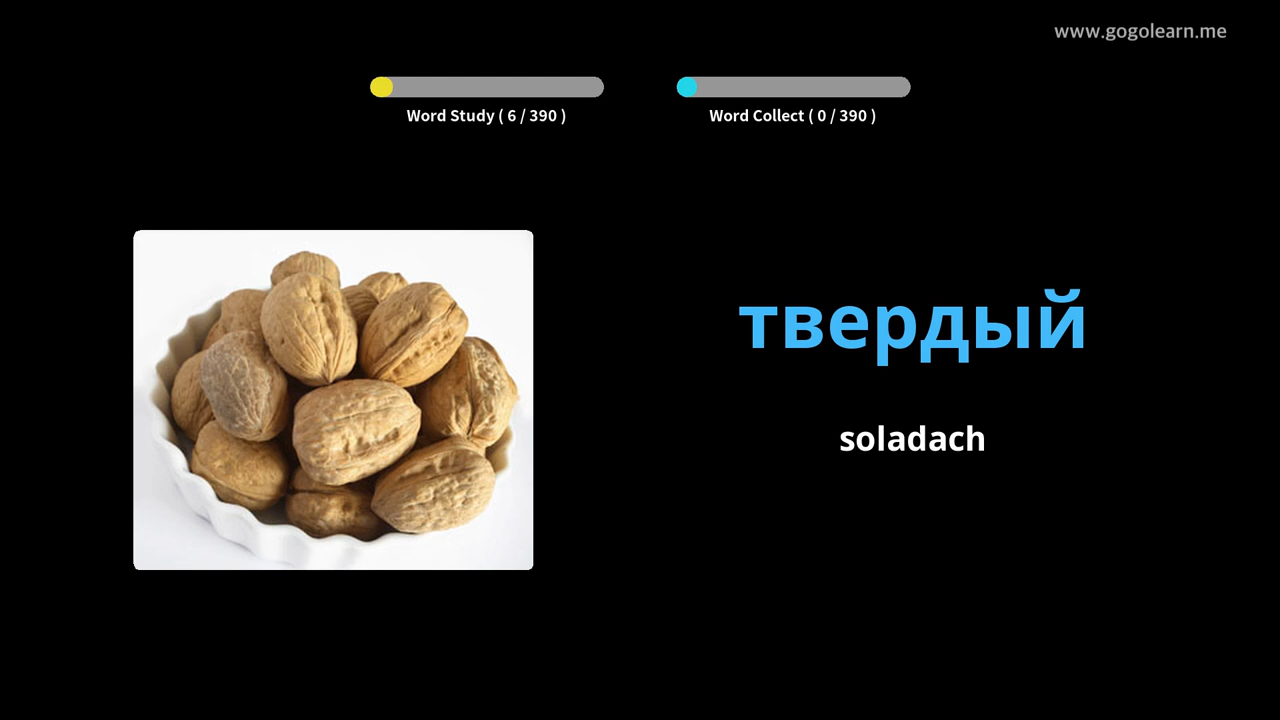 www.gogolearn.me
Word Study ( 6 / 390 )
Word Collect ( 0 / 390 )
твердый
soladach